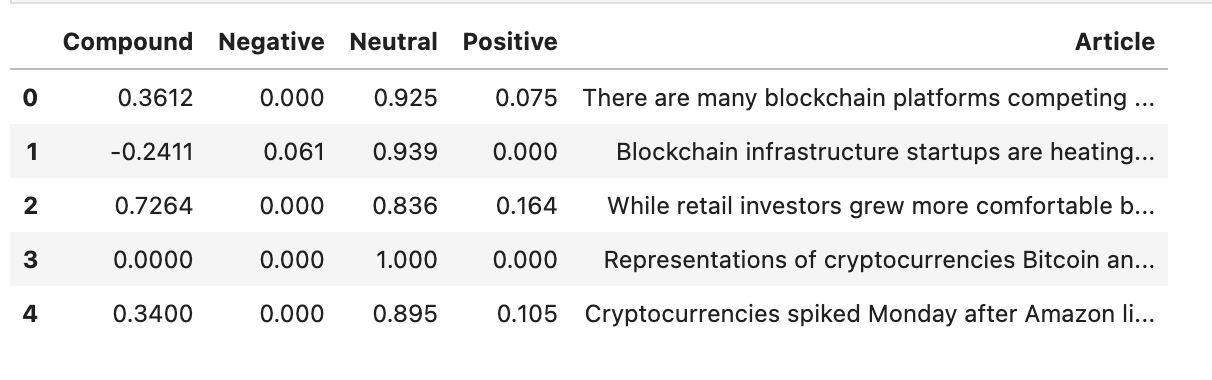 Compound Negative Neutral Positive Article
0 0.3612 0.000 0.925 0.075 There are many blockchain platforms competing ...
1 -0.2411 0.061 0.939 0.000 Blockchain infrastructure startups are heating...
2 0.7264 0.000 0.836 0.164 While retail investors grew more comfortable b...
3 0.0000 0.000 1.000 0.000 Representations of cryptocurrencies Bitcoin an...
4 0.3400 0.000 0.895 0.105 Cryptocurrencies spiked Monday after Amazon li...